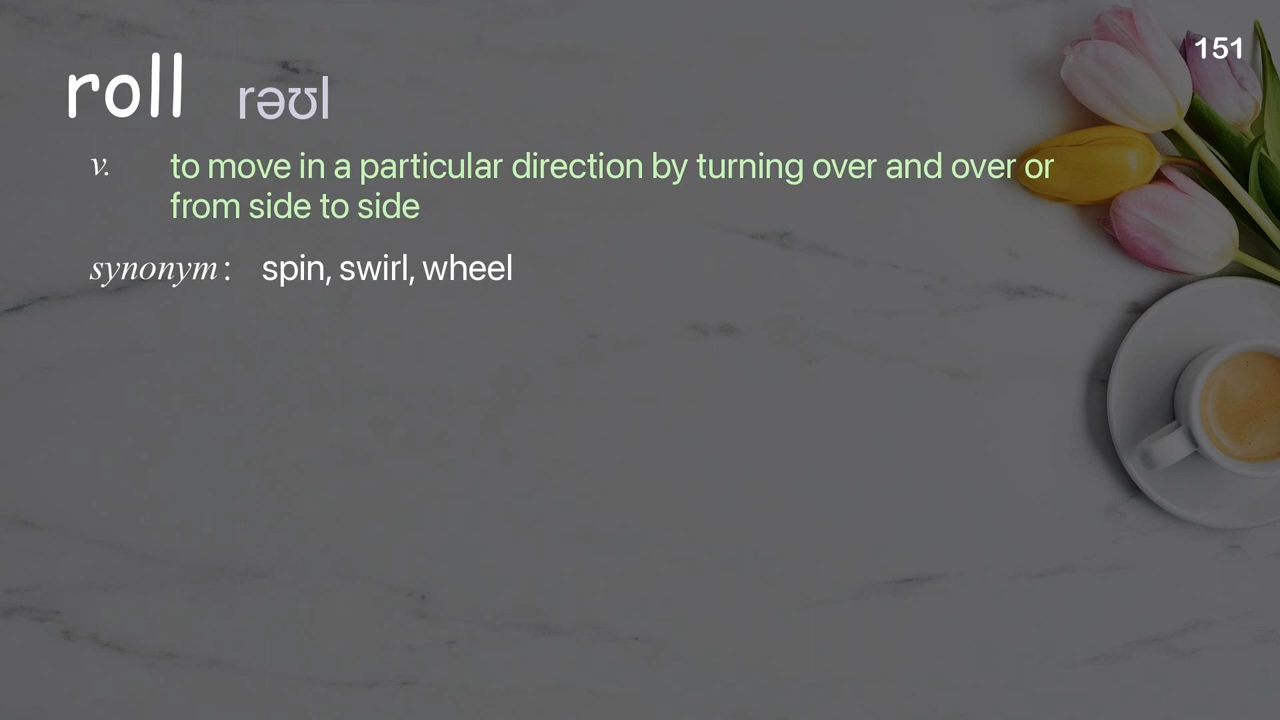 151
roll rəʊl
v. to move in a particular direction by turning over and over or
from side to side
synonym: spin, swirl, wheel